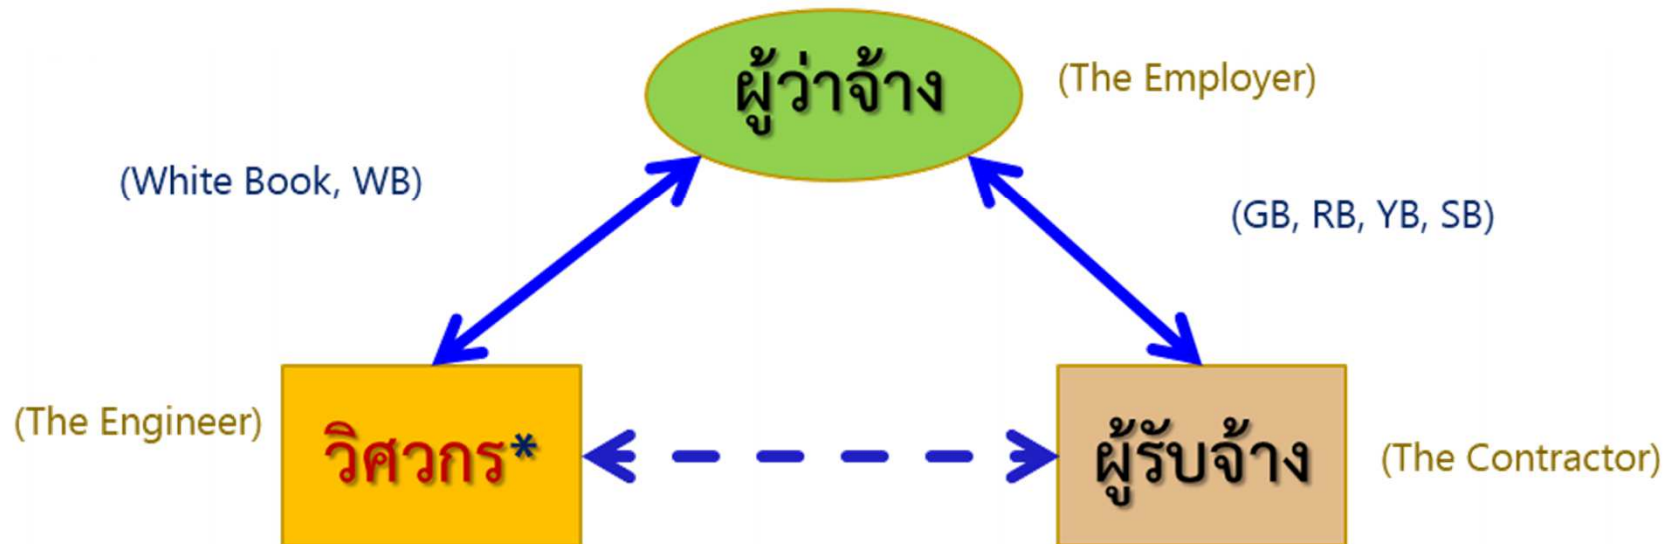 ผู้ว่าจ้าง
(The Employer)
(White Book, WB)
(GB, RB, YB, SB)
(The Engineer)
วิศวกร*
ผู้รับจ้าง
(The Contractor)